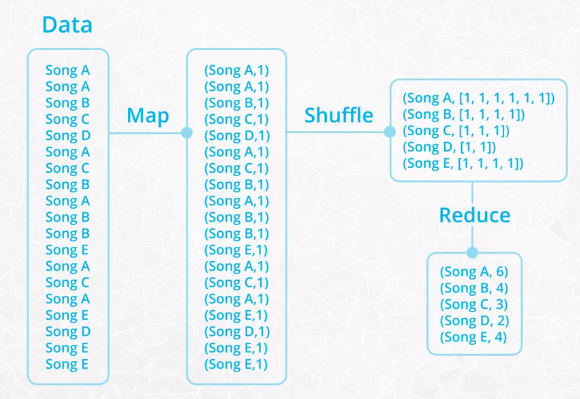 Data
Song A
Song A
Song B
Song C
Song D
Song A
Song C
Song B
Song A
Song B
Song B
Song E
Song A
Song C
Song A
Song E
Song D
Song E
Song E
Map
(Song A,1)
(Song A,1)
(Song B,1)
(Song C,1)
(Song D,1)
(Song A,1)
(Song C,1)
(Song B,1)
(Song A,1)
(Song B,1)
(Song B,1)
(Song E,1)
(Song A,1)
(Song C,1)
(Song A,1)
(Song E,1)
(Song D,1)
(Song E,1)
(Song E,1)
Shuffle
(Song A, [1, 1, 1, 1, 1, 1])
(Song B, [1, 1, 1, 1])
(Song C, [1, 1, 1])
(Song D, [1, 1])
(Song E, [1, 1, 1, 1])
Reduce
(Song A, 6)
(Song B, 4)
(Song C, 3)
(Song D, 2)
(Song E, 4)